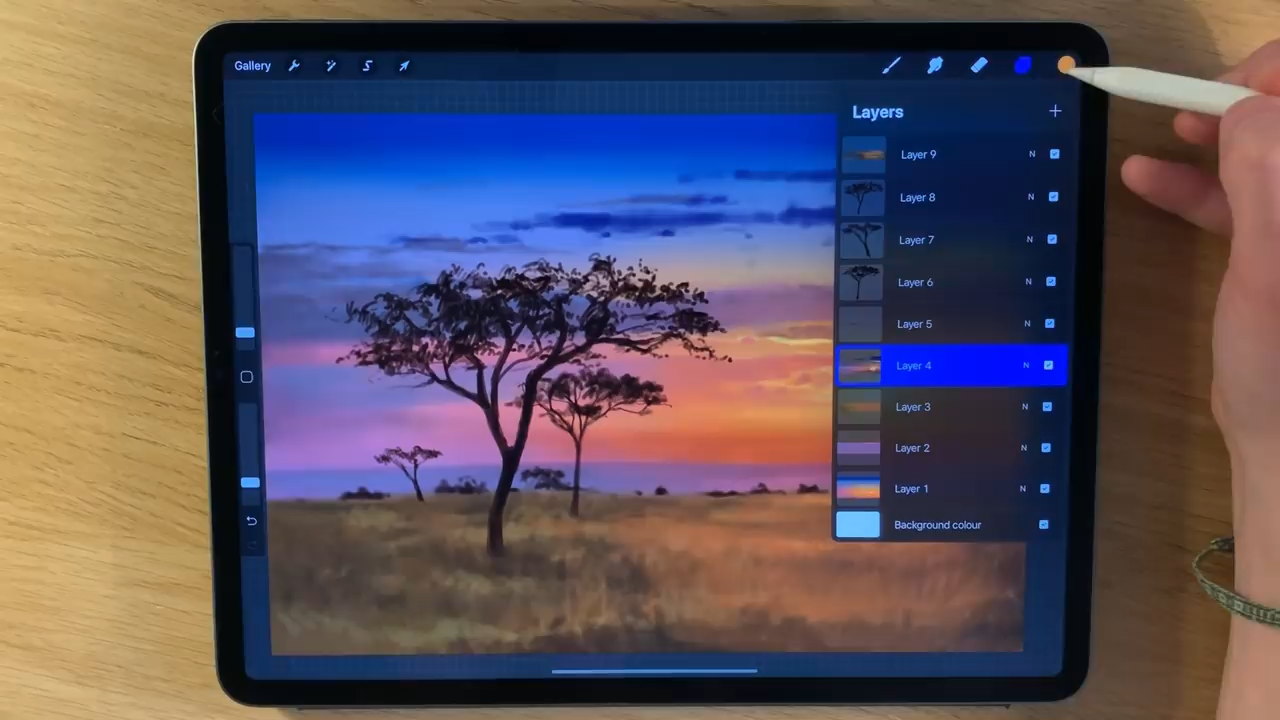 Gallery
Layers
Layer 9 N
Layer 8 N
Layer 7 N
Layer 6 N
Layer 5 N
Layer 4 N
Layer 3 N
Layer 2 N
Layer 1 N
Background colour